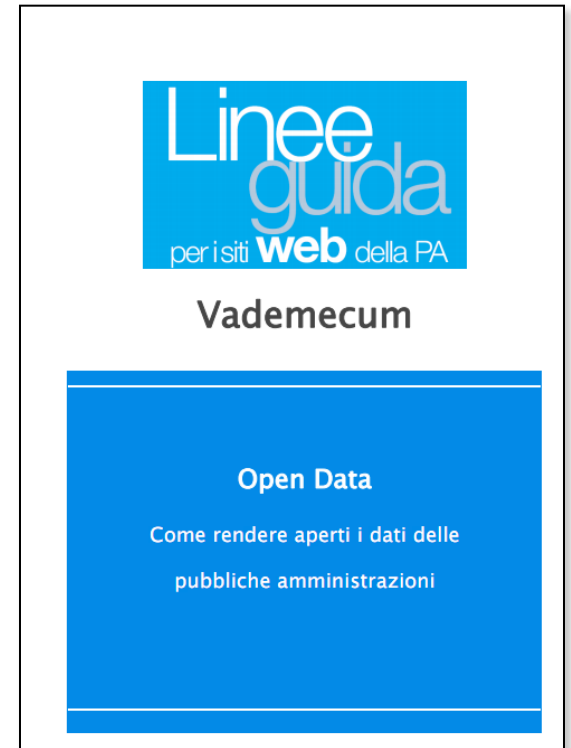 Linee
guida
per i siti web della PA
Vademecum
Open Data
Come rendere aperti i dati delle
pubbliche amministrazioni